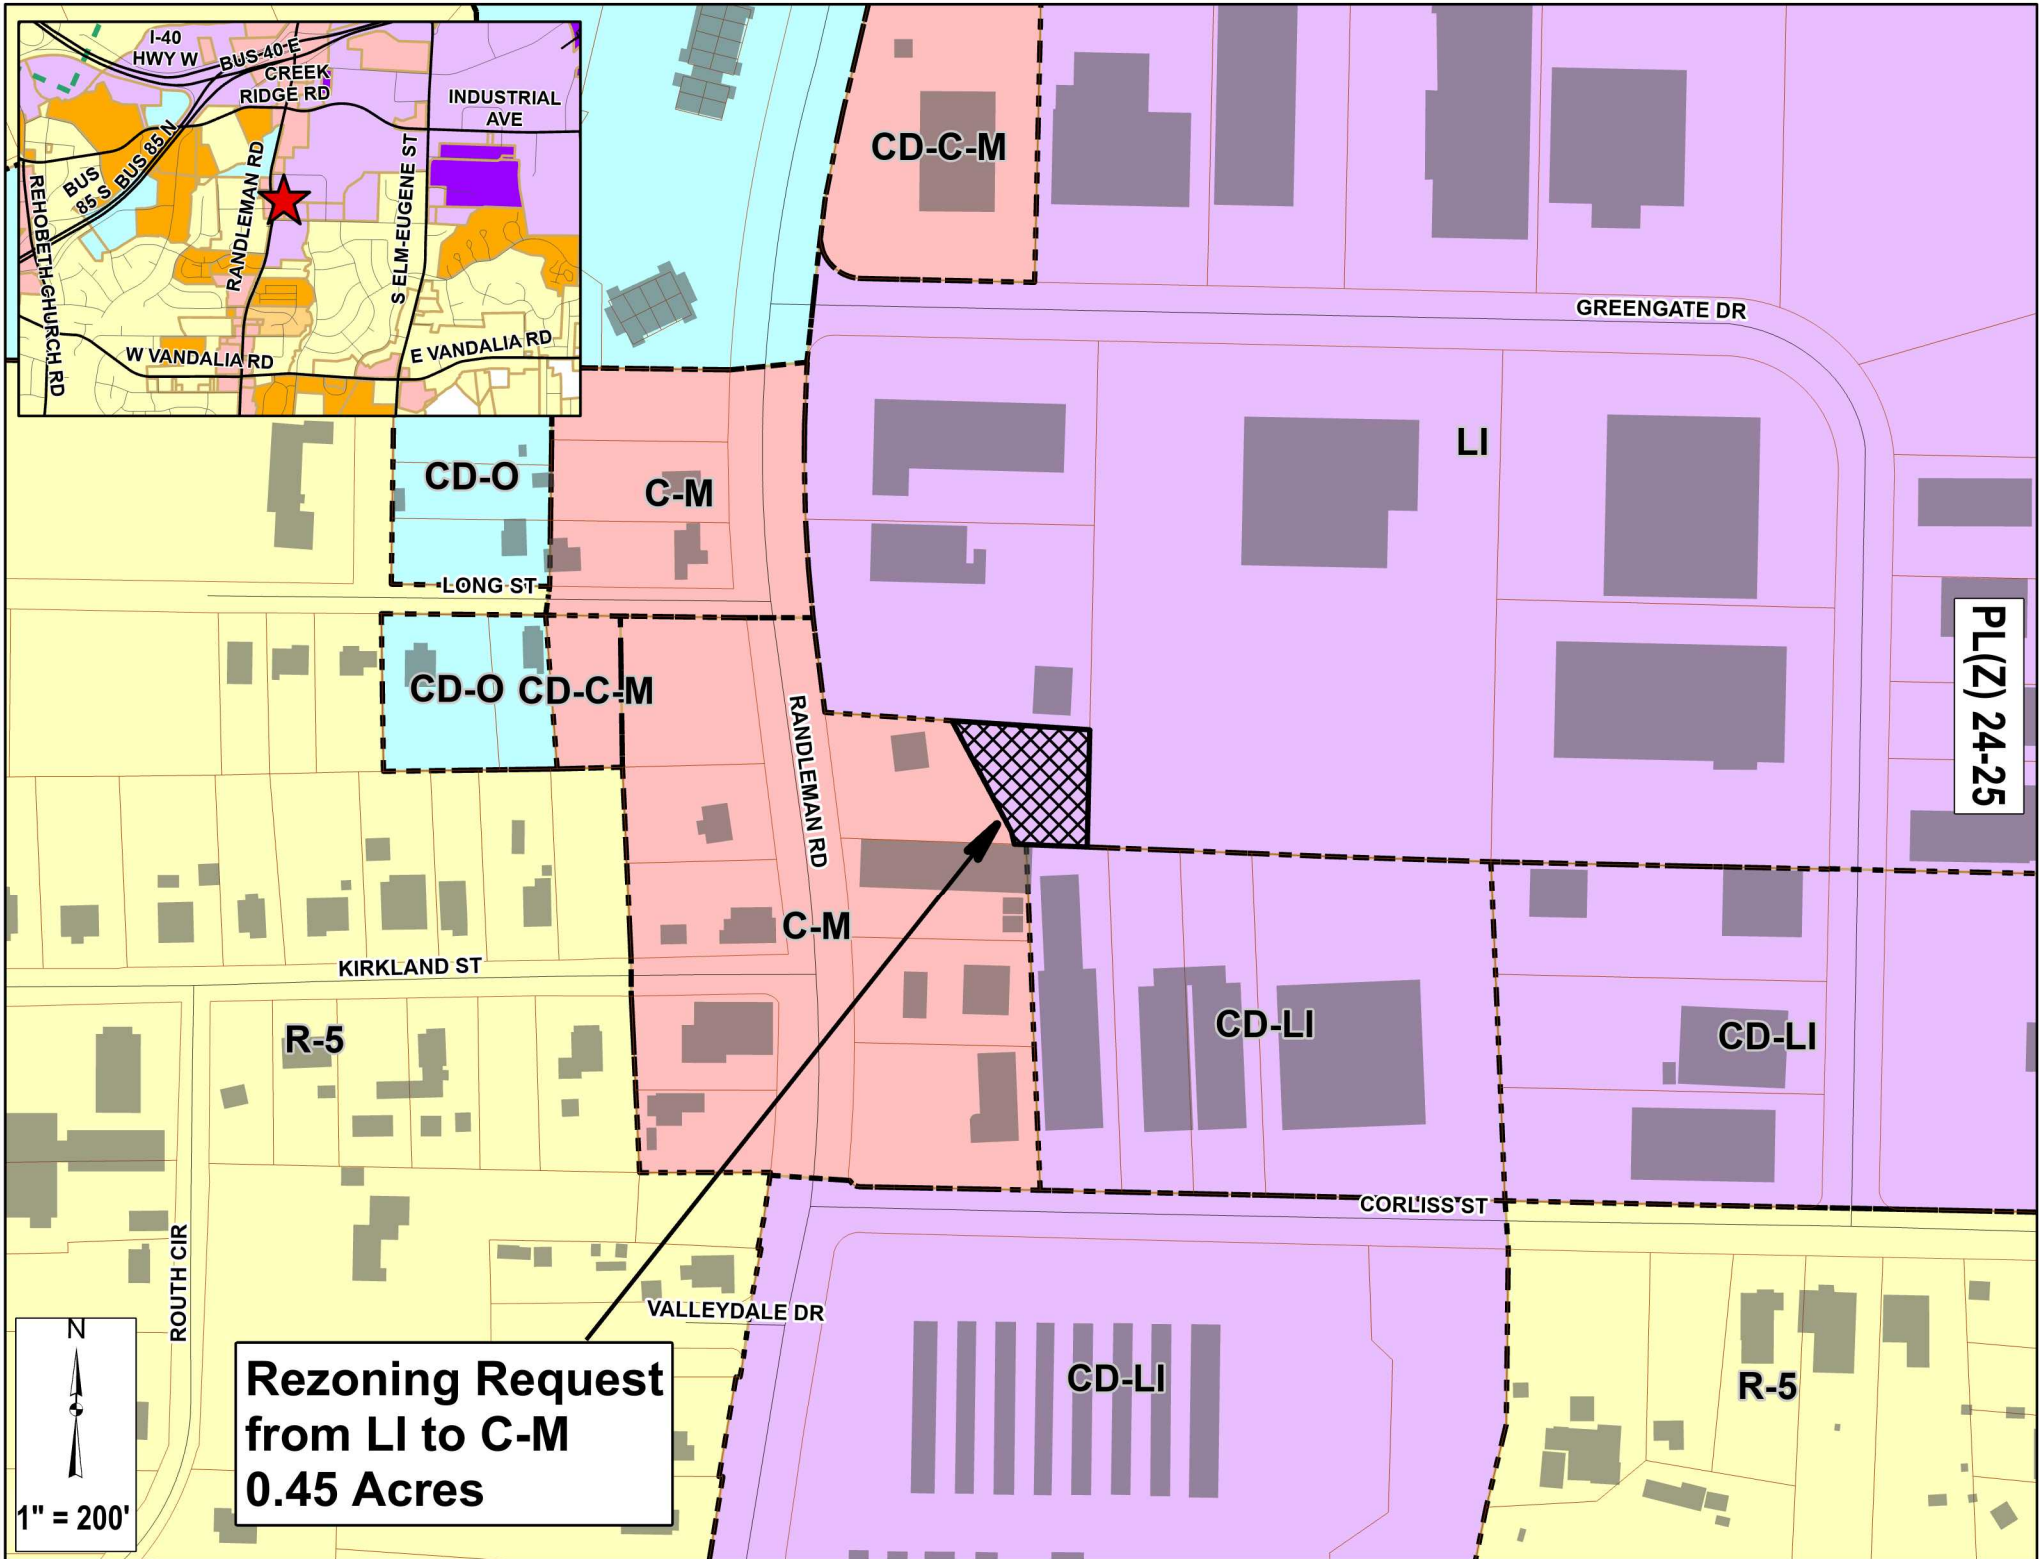 I-40
HWY W
BUS 40 E
CREEK
RIDGE RD
INDUSTRIAL
AVE
BUS 85 N
BUS
85 S
RANDLEMAN RD
S ELM-EUGENE ST
REHOBETH-CHURCH RD
W VANDALIA RD
E VANDALIA RD
CD-C-M
GREENGATE DR
LI
CD-O
C-M
LONG ST
CD-O
CD-C-M
RANDLEMAN RD
PL(Z) 24-25
C-M
KIRKLAND ST
R-5
CD-LI
CD-LI
CORLISS ST
ROUTH CIR
VALLEYDALE DR
CD-LI
R-5
Rezoning Request
from LI to C-M
0.45 Acres
N
1" = 200'